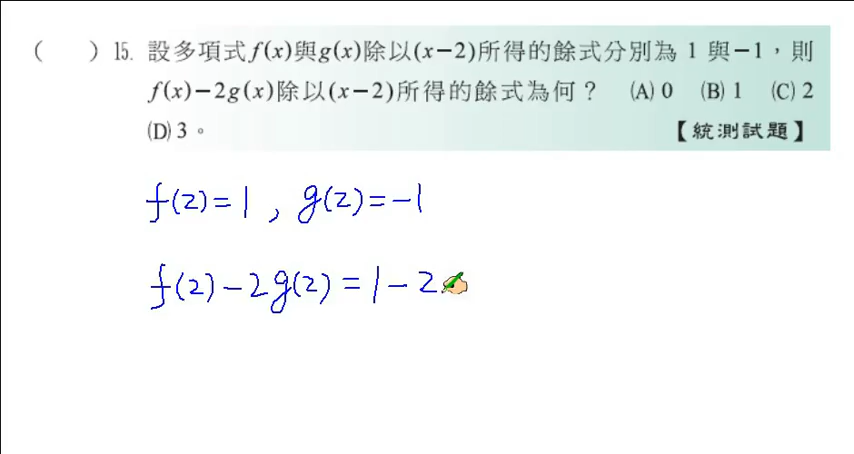 (　　) 15. 設多項式f(x)與g(x)除以(x−2)所得的餘式分別為 1 與−1，則
f(x)−2g(x)除以(x−2)所得的餘式為何？ (A) 0 (B) 1 (C) 2
(D) 3。 【統測試題】
f(2)=1 , g(2)=−1
f(2)−2g(2)=1−2